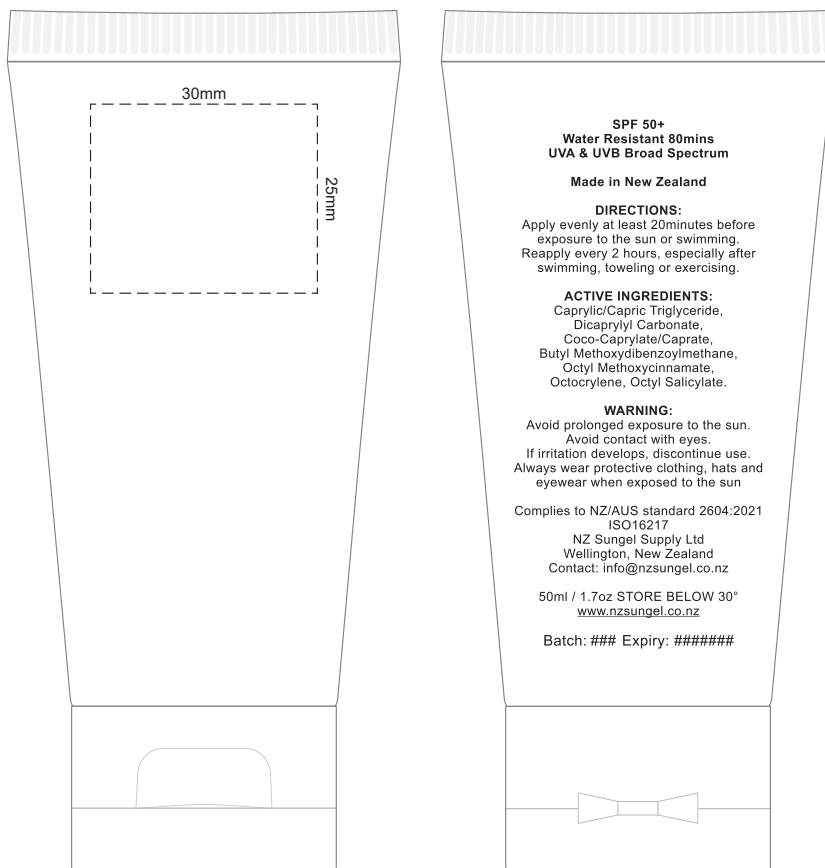 30mm
25mm
SPF 50+
Water Resistant 80mins
UVA & UVB Broad Spectrum
Made in New Zealand
DIRECTIONS:
Apply evenly at least 20minutes before
exposure to the sun or swimming.
Reapply every 2 hours, especially after
swimming, toweling or exercising.
ACTIVE INGREDIENTS:
Caprylic/Capric Triglyceride,
Dicaprylyl Carbonate,
Coco-Caprylate/Caprate,
Butyl Methoxydibenzoylmethane,
Octyl Methoxycinnamate,
Octocrylene, Octyl Salicylate.
WARNING:
Avoid prolonged exposure to the sun.
Avoid contact with eyes.
If irritation develops, discontinue use.
Always wear protective clothing, hats and
eyewear when exposed to the sun
Complies to NZ/AUS standard 2604:2021
ISO16217
NZ Sungel Supply Ltd
Wellington, New Zealand
Contact: info@nzsungel.co.nz
50ml / 1.7oz STORE BELOW 30°
www.nzsungel.co.nz
Batch: ### Expiry: #######